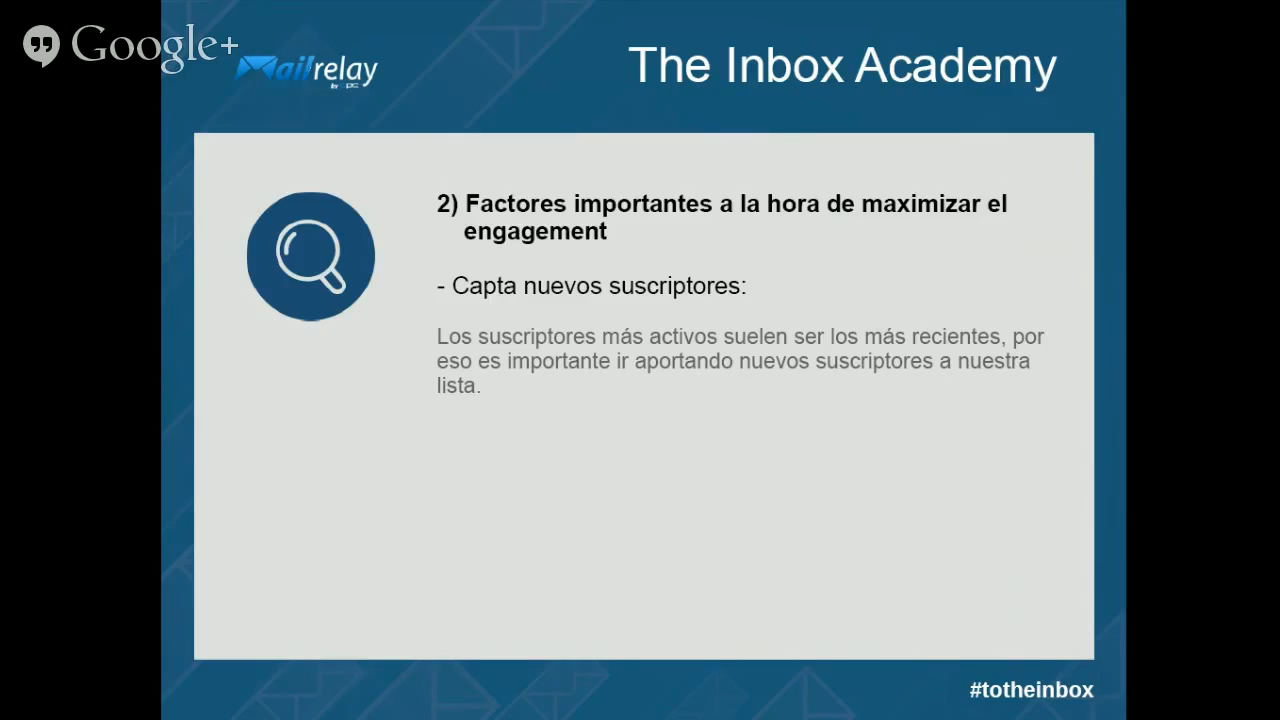 Google+
Mailrelay
The Inbox Academy
2) Factores importantes a la hora de maximizar el
engagement
- Capta nuevos suscriptores:
Los suscriptores más activos suelen ser los más recientes, por
eso es importante ir aportando nuevos suscriptores a nuestra
lista.
#totheinbox